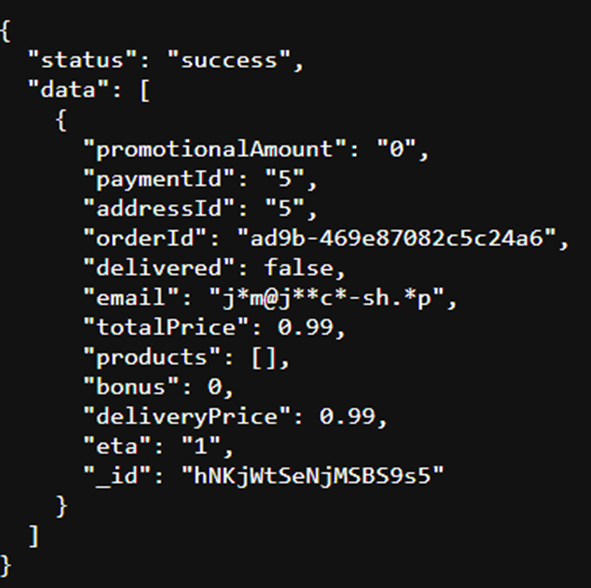 {
"status": "success",
"data": [
{
"promotionalAmount": "0",
"paymentId": "5",
"addressId": "5",
"orderId": "ad9b-469e87082c5c24a6",
"delivered": false,
"email": "j*m@j**c*-sh.*p",
"totalPrice": 0.99,
"products": [],
"bonus": 0,
"deliveryPrice": 0.99,
"eta": "1",
"_id": "hNKjWtSeNjMSBS9s5"
}
]
}